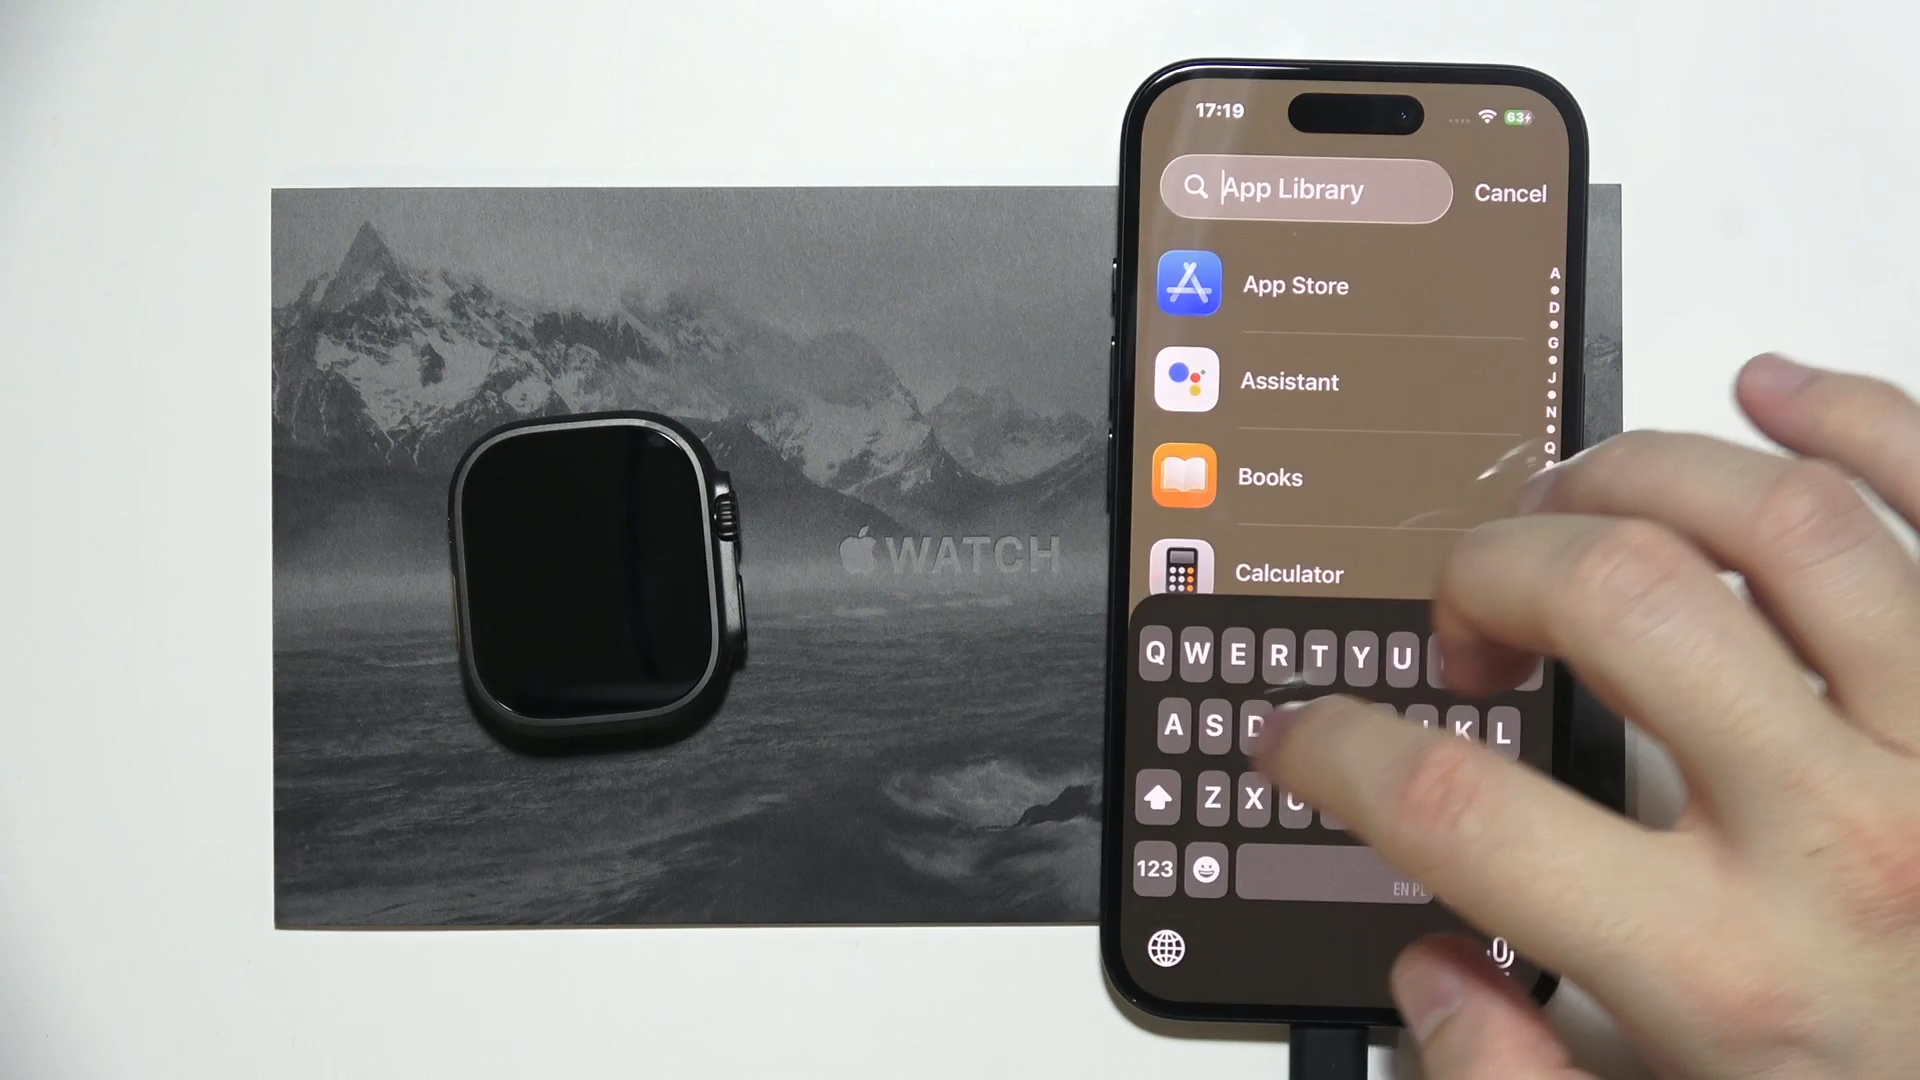 17:19
63
App Library
Cancel
App Store
Assistant
Books
Calculator
A
D
G
J
N
Q
WATCH
Q W E R T Y U
A S D K L
Z X C
123
EN PL